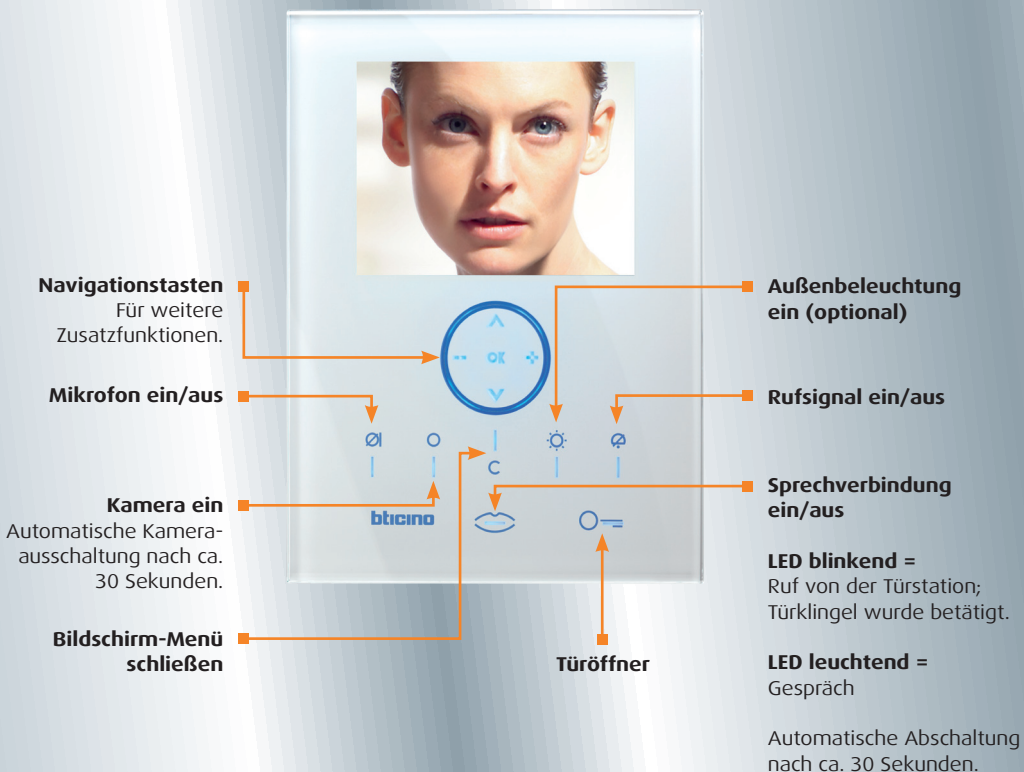 Navigationstasten
Für weitere
Zusatzfunktionen.
Mikrofon ein/aus
Kamera ein
Automatische Kamera-
ausschaltung nach ca.
30 Sekunden.
Bildschirm-Menü
schließen
OK
C
bticino
Türöffner
Außenbeleuchtung
ein (optional)
Rufsignal ein/aus
Sprechverbindung
ein/aus
LED blinkend =
Ruf von der Türstation;
Türklingel wurde betätigt.
LED leuchtend =
Gespräch
Automatische Abschaltung
nach ca. 30 Sekunden.